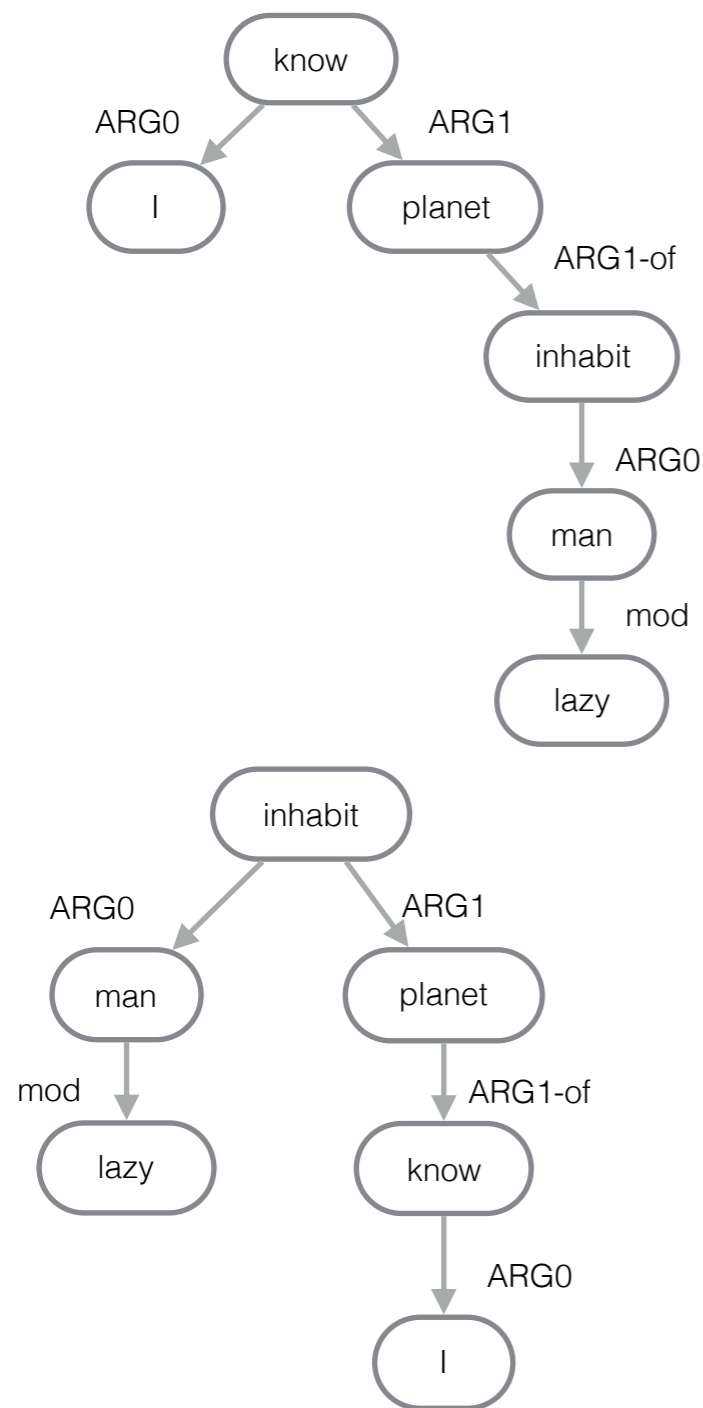 know
ARG0 ARG1
I planet
ARG1-of
inhabit
ARG0
man
mod
lazy
inhabit
ARG0 ARG1
man planet
mod ARG1-of
lazy know
ARG0
I